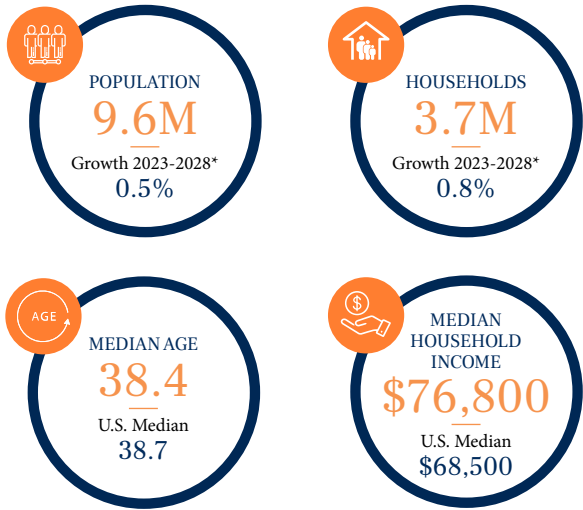 POPULATION
9.6M
Growth 2023-2028*
0.5%
HOUSEHOLDS
3.7M
Growth 2023-2028*
0.8%
AGE
MEDIAN AGE
38.4
U.S. Median
38.7
$
MEDIAN
HOUSEHOLD
INCOME
$76,800
U.S. Median
$68,500